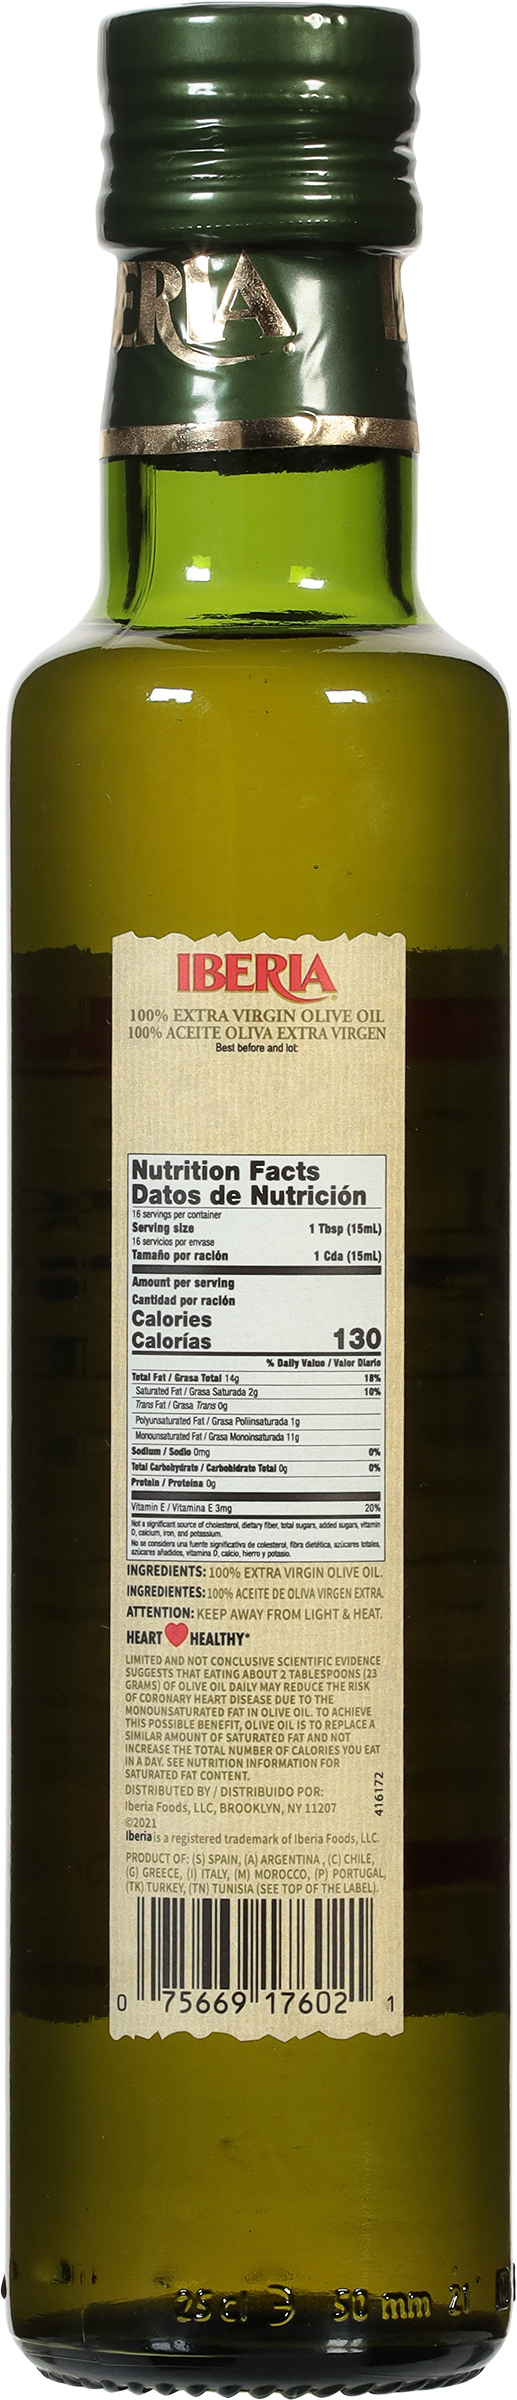 ERIA
IBERIA
100% EXTRA VIRGIN OLIVE OIL
100% ACEITE OLIVA EXTRA VIRGEN
Best before and lot:
Nutrition Facts
Datos de Nutrición
16 servings per container
Serving size 1 Tbsp (15mL)
16 servicios por envase
Tamaño por ración 1 Cda (15mL)
Amount per serving
Cantidad por ración
Calories
Calorías 130
% Daily Value / Valor Diario
Total Fat / Grasa Total 14g 18%
Saturated Fat / Grasa Saturada 2g 10%
Trans Fat / Grasa Trans 0g
Polyunsaturated Fat / Grasa Poliinsaturada 1g
Monounsaturated Fat / Grasa Monoinsaturada 11g
Sodium / Sodio 0mg 0%
Total Carbohydrate / Carbohidrato Total 0g 0%
Protein / Proteína 0g
Vitamin E / Vitamina E 3mg 20%
Not a significant source of cholesterol, dietary fiber, total sugars, added sugars, vitamin
D, calcium, iron, and potassium.
No se considera una fuente significativa de colesterol, fibra dietética, azúcares totales,
azúcares añadidos, vitamina D, calcio, hierro y potasio.
INGREDIENTS: 100% EXTRA VIRGIN OLIVE OIL.
INGREDIENTES: 100% ACEITE DE OLIVA VIRGEN EXTRA.
ATTENTION: KEEP AWAY FROM LIGHT & HEAT.
HEART HEALTHY*
LIMITED AND NOT CONCLUSIVE SCIENTIFIC EVIDENCE
SUGGESTS THAT EATING ABOUT 2 TABLESPOONS (23
GRAMS) OF OLIVE OIL DAILY MAY REDUCE THE RISK
OF CORONARY HEART DISEASE DUE TO THE
MONOUNSATURATED FAT IN OLIVE OIL. TO ACHIEVE
THIS POSSIBLE BENEFIT, OLIVE OIL IS TO REPLACE A
SIMILAR AMOUNT OF SATURATED FAT AND NOT
INCREASE THE TOTAL NUMBER OF CALORIES YOU EAT
IN A DAY. SEE NUTRITION INFORMATION FOR
SATURATED FAT CONTENT.
416172
DISTRIBUTED BY / DISTRIBUIDO POR:
Iberia Foods, LLC, BROOKLYN, NY 11207
©2021
Iberia is a registered trademark of Iberia Foods, LLC.
PRODUCT OF: (S) SPAIN, (A) ARGENTINA , (C) CHILE,
(G) GREECE, (I) ITALY, (M) MOROCCO, (P) PORTUGAL,
(TK) TURKEY, (TN) TUNISIA (SEE TOP OF THE LABEL).
0 75669 17602 1
25 cl 50 mm